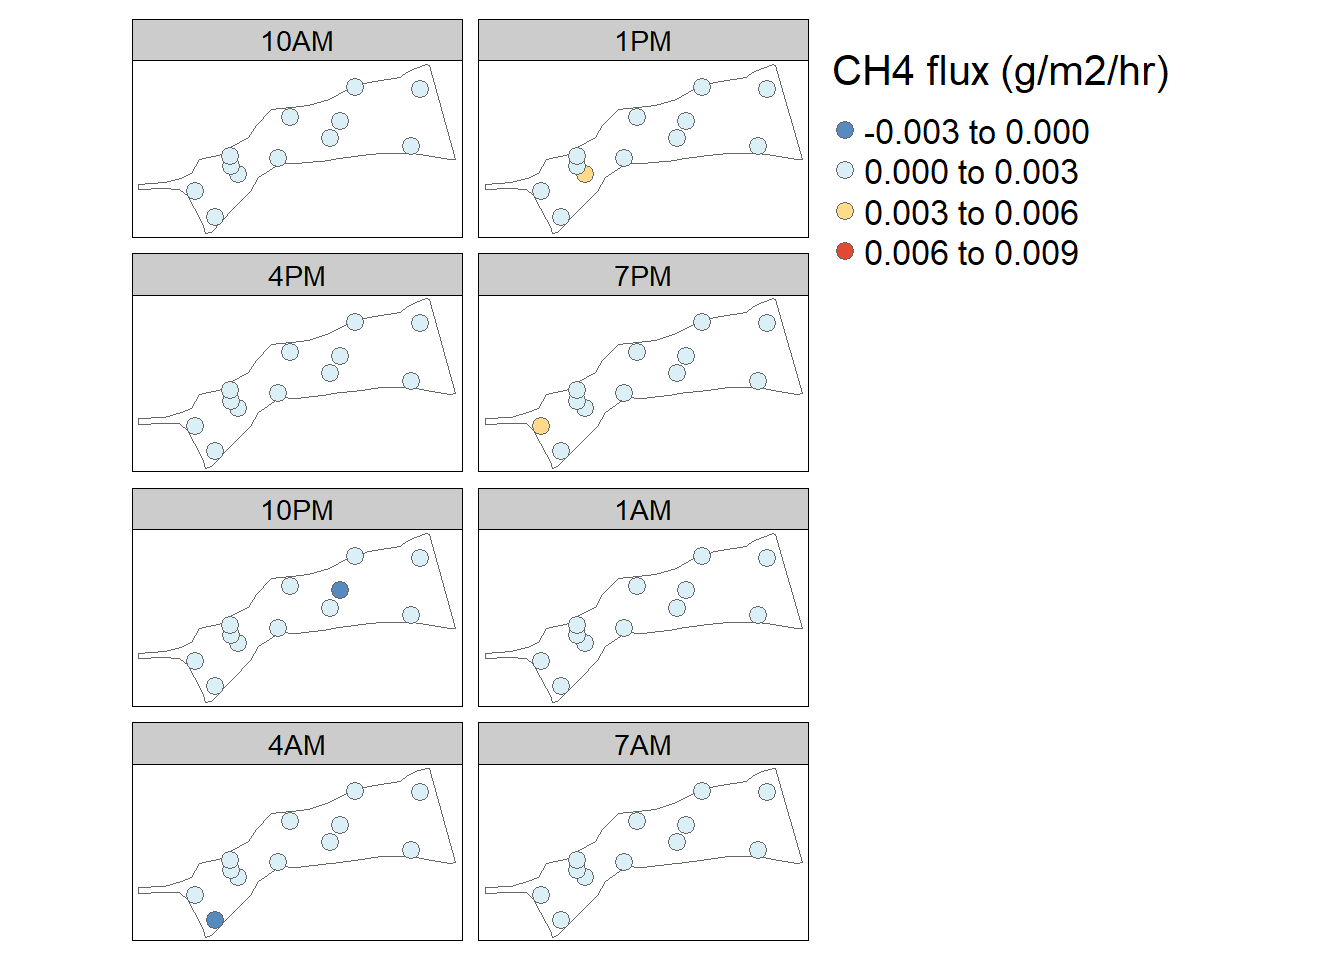 10AM
1PM
CH4 flux (g/m2/hr)
-0.003 to 0.000
0.000 to 0.003
0.003 to 0.006
0.006 to 0.009
4PM
7PM
10PM
1AM
4AM
7AM